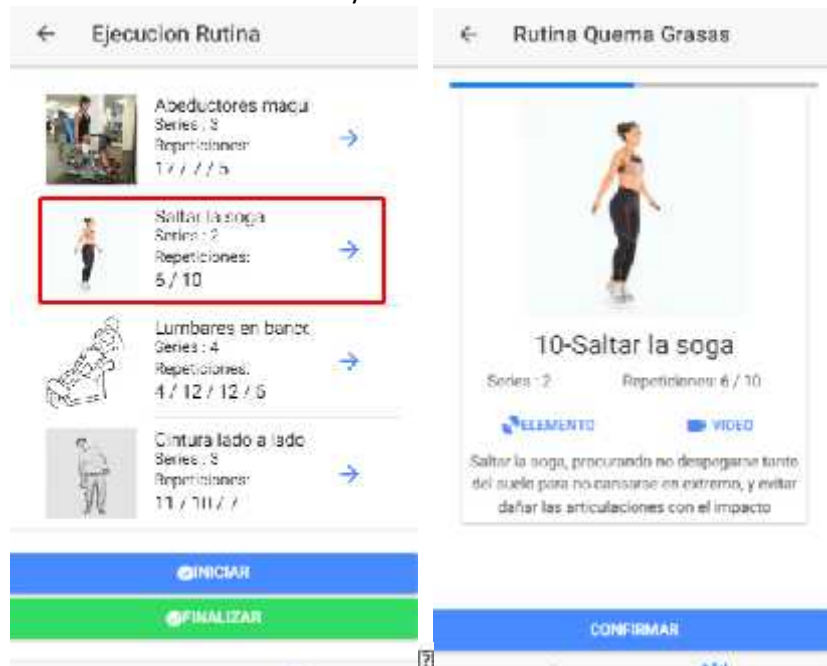 Ejecucion Rutina
Abeductores maqui
Series : 3
Repeticiones:
Saltar la soga
Series : 2
Repeticiones:
6 / 10
Lumbares en banco
Series : 4
Repeticiones:
4 / 12 / 12 / 6
Cintura lado a lado
Series : 3
Repeticiones:
INICIAR
FINALIZAR
Rutina Quema Grasas
10-Saltar la soga
Series : 2 Repeticiones: 6 / 10
ELEMENTO VIDEO
Saltar la soga, procurando no despegarse tanto
del suelo para no cansarse en extremo, y evitar
dañar las articulaciones con el impacto
CONFIRMAR